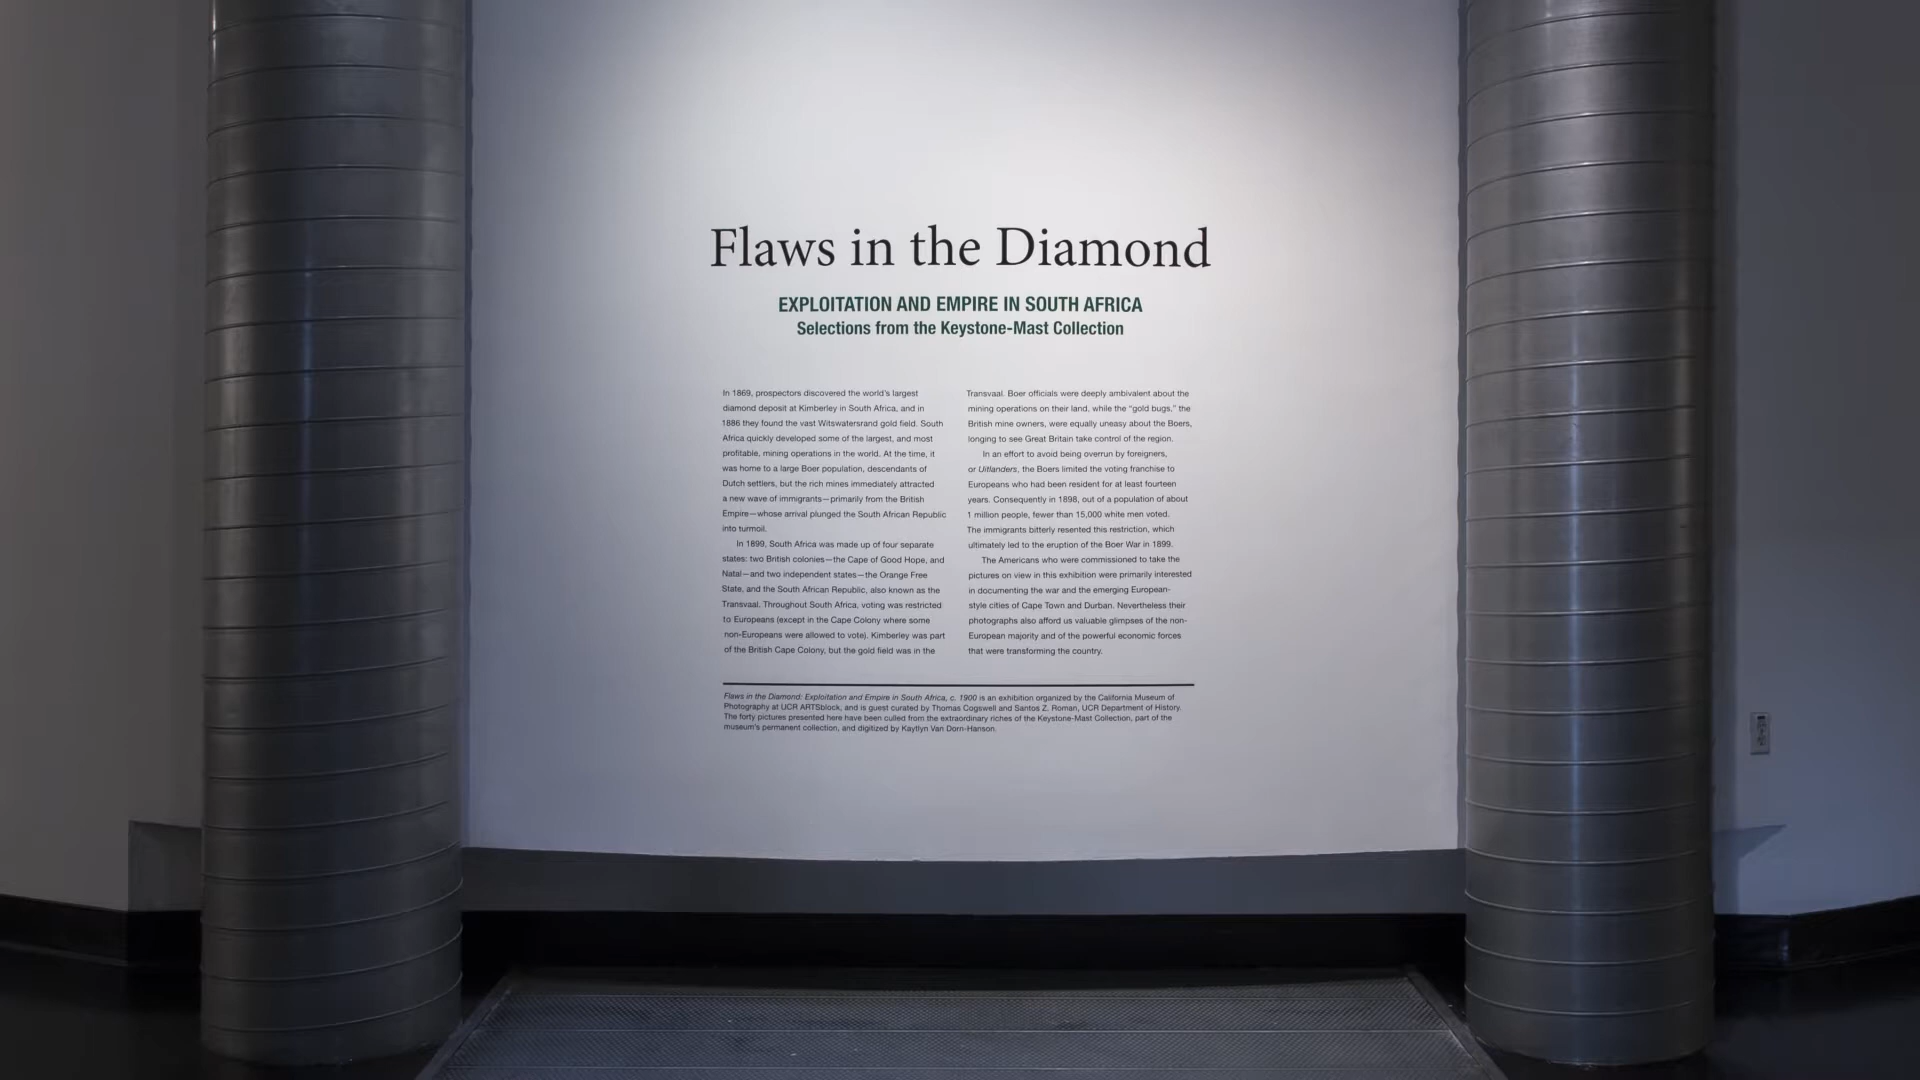 Flaws in the Diamond
EXPLOITATION AND EMPIRE IN SOUTH AFRICA
Selections from the Keystone-Mast Collection
In 1869, prospectors discovered the world's largest
diamond deposit at Kimberley in South Africa, and in
1886 they found the vast Witswatersrand gold field. South
Africa quickly developed some of the largest, and most
profitable, mining operations in the world. At the time, it
was home to a large Boer population, descendants of
Dutch settlers, but the rich mines immediately attracted
a new wave of immigrants—primarily from the British
Empire—whose arrival plunged the South African Republic
into turmoil.
In 1899, South Africa was made up of four separate
states: two British colonies—the Cape of Good Hope, and
Natal—and two independent states—the Orange Free
State, and the South African Republic, also known as the
Transvaal. Throughout South Africa, voting was restricted
to Europeans (except in the Cape Colony where some
non-Europeans were allowed to vote). Kimberley was part
of the British Cape Colony, but the gold field was in the
Transvaal. Boer officials were deeply ambivalent about the
mining operations on their land, while the "gold bugs," the
British mine owners, were equally uneasy about the Boers,
longing to see Great Britain take control of the region.
In an effort to avoid being overrun by foreigners,
or Uitlanders, the Boers limited the voting franchise to
Europeans who had been resident for at least fourteen
years. Consequently in 1898, out of a population of about
1 million people, fewer than 15,000 white men voted.
The immigrants bitterly resented this restriction, which
ultimately led to the eruption of the Boer War in 1899.
The Americans who were commissioned to take the
pictures on view in this exhibition were primarily interested
in documenting the war and the emerging European-
style cities of Cape Town and Durban. Nevertheless their
photographs also afford us valuable glimpses of the non-
European majority and of the powerful economic forces
that were transforming the country.
Flaws in the Diamond: Exploitation and Empire in South Africa, c. 1900 is an exhibition organized by the California Museum of
Photography at UCR ARTSblock, and is guest curated by Thomas Cogswell and Santos Z. Roman, UCR Department of History.
The forty pictures presented here have been culled from the extraordinary riches of the Keystone-Mast Collection, part of the
museum's permanent collection, and digitized by Kaytlyn Van Dorn-Hanson.